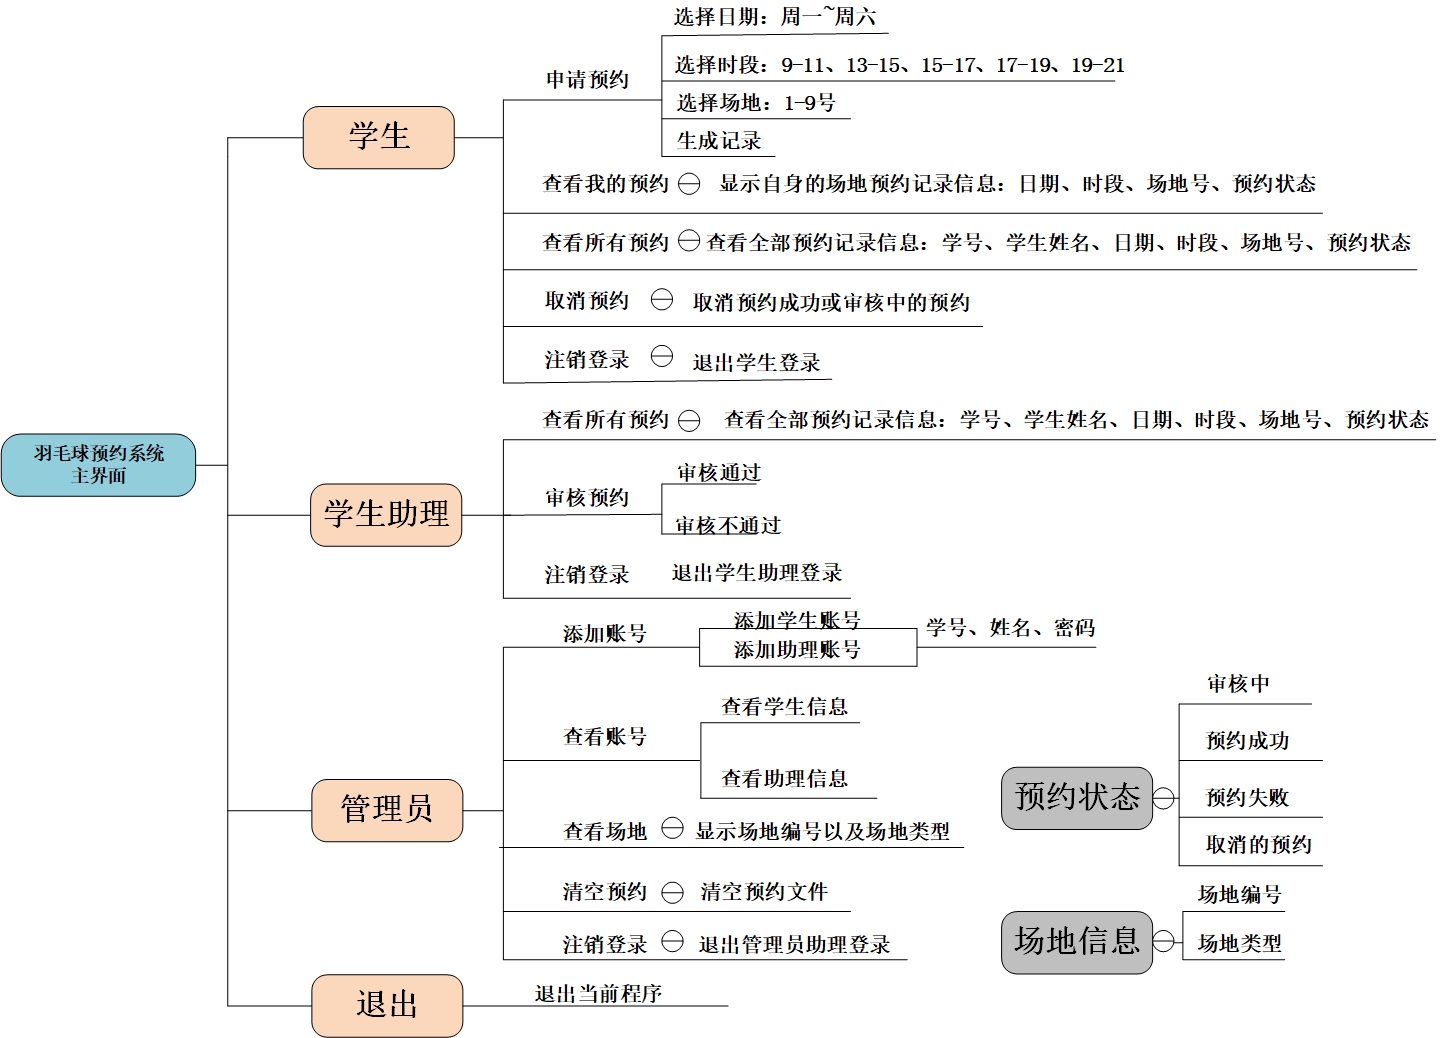 选择日期：周一~周六
选择时段：9-11、13-15、15-17、17-19、19-21
申请预约
选择场地：1-9号
学生
生成记录
查看我的预约 显示自身的场地预约记录信息：日期、时段、场地号、预约状态
查看所有预约 查看全部预约记录信息：学号、学生姓名、日期、时段、场地号、预约状态
取消预约 取消预约成功或审核中的预约
注销登录 退出学生登录
查看所有预约 查看全部预约记录信息：学号、学生姓名、日期、时段、场地号、预约状态
羽毛球预约系统
主界面
审核通过
审核预约
学生助理
审核不通过
注销登录 退出学生助理登录
添加账号
添加学生账号
添加助理账号
学号、姓名、密码
查看学生信息
查看账号
查看助理信息
管理员
查看场地 显示场地编号以及场地类型
清空预约 清空预约文件
注销登录 退出管理员助理登录
审核中
预约成功
预约状态
预约失败
取消的预约
场地编号
场地信息
场地类型
退出
退出当前程序